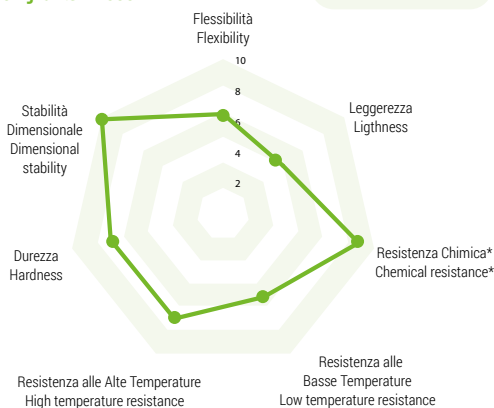 Flessibilità
Flexibility
10
8
6
4
2
Leggerezza
Ligthness
Stabilità
Dimensionale
Dimensional
stability
Resistenza Chimica*
Chemical resistance*
Durezza
Hardness
Resistenza alle
Basse Temperature
Low temperature resistance
Resistenza alle Alte Temperature
High temperature resistance